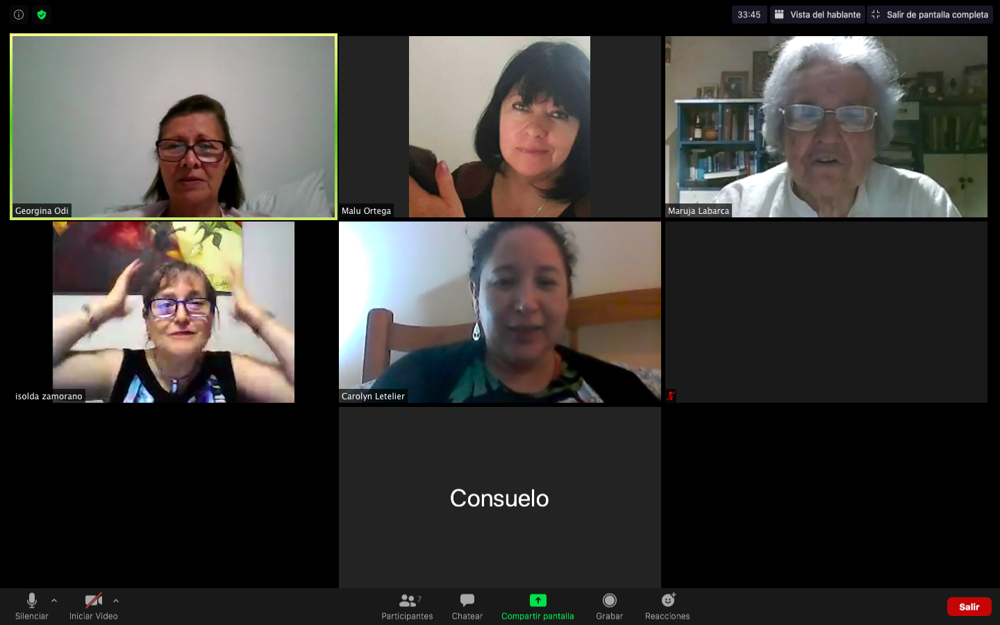 33:45
Vista del hablante
Salir de pantalla completa
Georgina Odi
Malu Ortega
Maruja Labarca
isolda zamorano
Carolyn Letelier
Consuelo
Silenciar
Iniciar Video
Participantes
7
Chatear
Compartir pantalla
Grabar
Reacciones
Salir